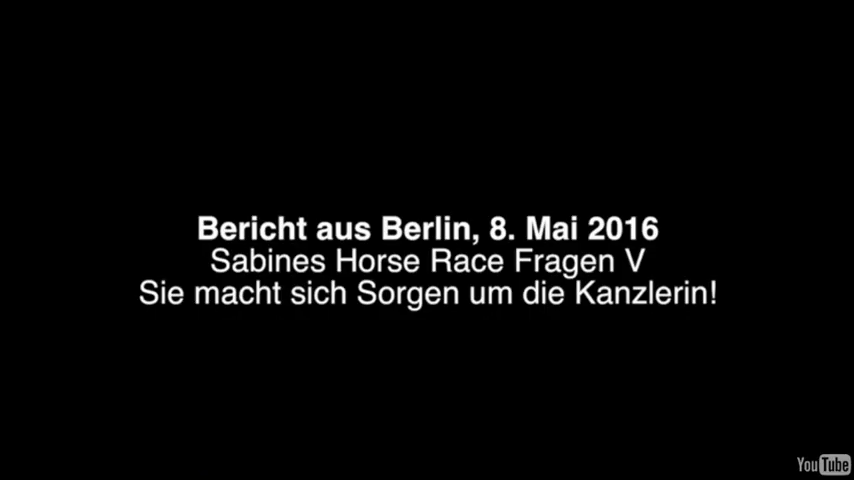 Bericht aus Berlin, 8. Mai 2016
Sabines Horse Race Fragen V
Sie macht sich Sorgen um die Kanzlerin!
YouTube